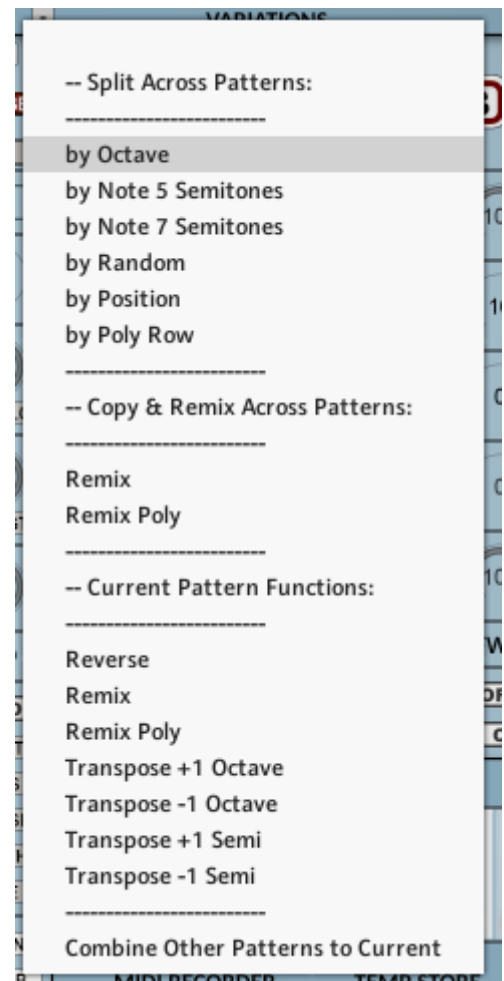 VARIATIONS
-- Split Across Patterns:
-------------------------
by Octave
by Note 5 Semitones
by Note 7 Semitones
by Random
by Position
by Poly Row
-------------------------
-- Copy & Remix Across Patterns:
-------------------------
Remix
Remix Poly
-------------------------
-- Current Pattern Functions:
-------------------------
Reverse
Remix
Remix Poly
Transpose +1 Octave
Transpose -1 Octave
Transpose +1 Semi
Transpose -1 Semi
-------------------------
Combine Other Patterns to Current
MIDI RECORDER TEMP STORE